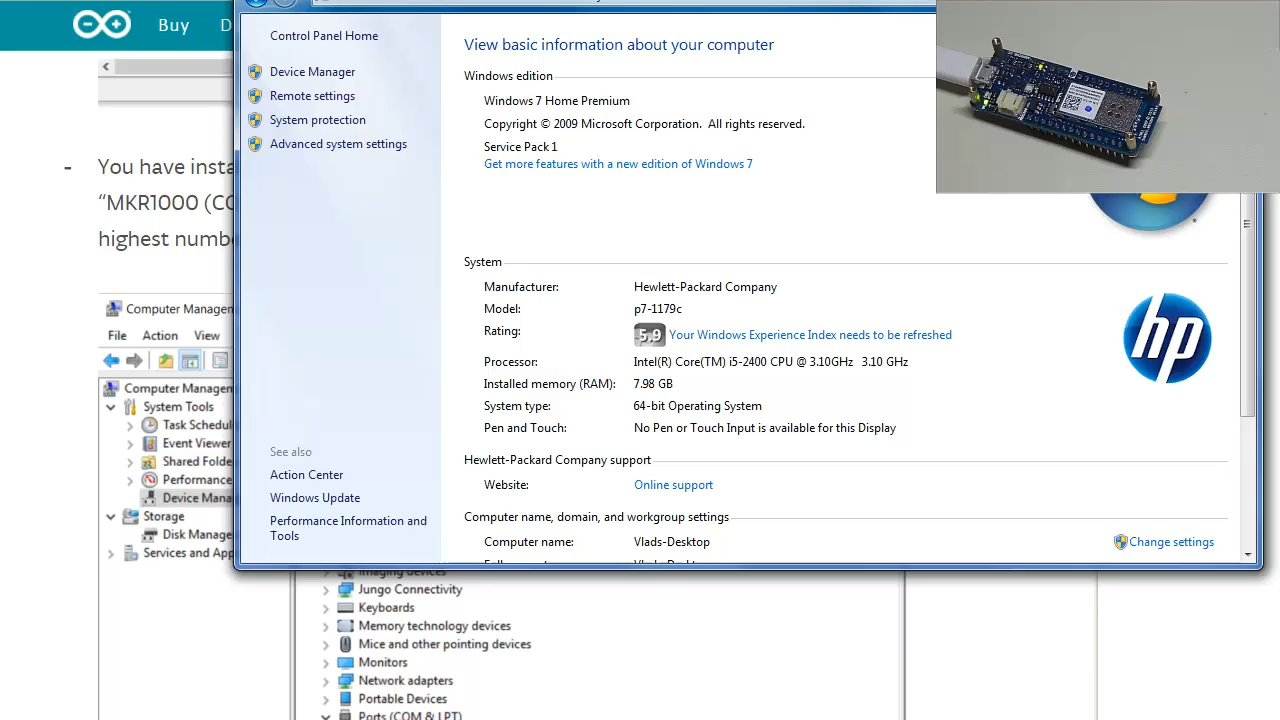 Buy
Control Panel Home
Device Manager
Remote settings
System protection
Advanced system settings
See also
Action Center
Windows Update
Performance Information and
Tools
View basic information about your computer
Windows edition
Windows 7 Home Premium
Copyright © 2009 Microsoft Corporation. All rights reserved.
Service Pack 1
Get more features with a new edition of Windows 7
System
Manufacturer: Hewlett-Packard Company
Model: p7-1179c
Rating: 5.9 Your Windows Experience Index needs to be refreshed
Processor: Intel(R) Core(TM) i5-2400 CPU @ 3.10GHz 3.10 GHz
Installed memory (RAM): 7.98 GB
System type: 64-bit Operating System
Pen and Touch: No Pen or Touch Input is available for this Display
hp
Hewlett-Packard Company support
Website: Online support
Computer name, domain, and workgroup settings
Computer name: Vlads-Desktop
Change settings
- You have insta
"MKR1000 (CO
highest numbe
Computer Managem
File Action View
Computer Managem
System Tools
Task Schedul
Event Viewer
Shared Folde
Performance
Device Mana
Storage
Disk Manage
Services and App
Imaging devices
Jungo Connectivity
Keyboards
Memory technology devices
Mice and other pointing devices
Monitors
Network adapters
Portable Devices
Ports (COM & LPT)